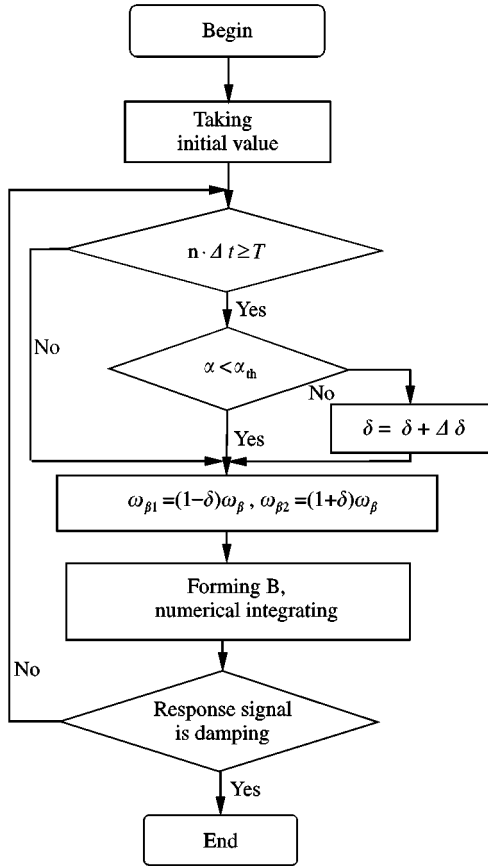 Begin
Taking
initial value
n · Δ t ≥ T
Yes
No
α < α_th
No
Yes
δ = δ + Δ δ
ω_β1 = (1−δ)ω_β , ω_β2 = (1+δ)ω_β
Forming B,
numerical integrating
No
Response signal
is damping
Yes
End